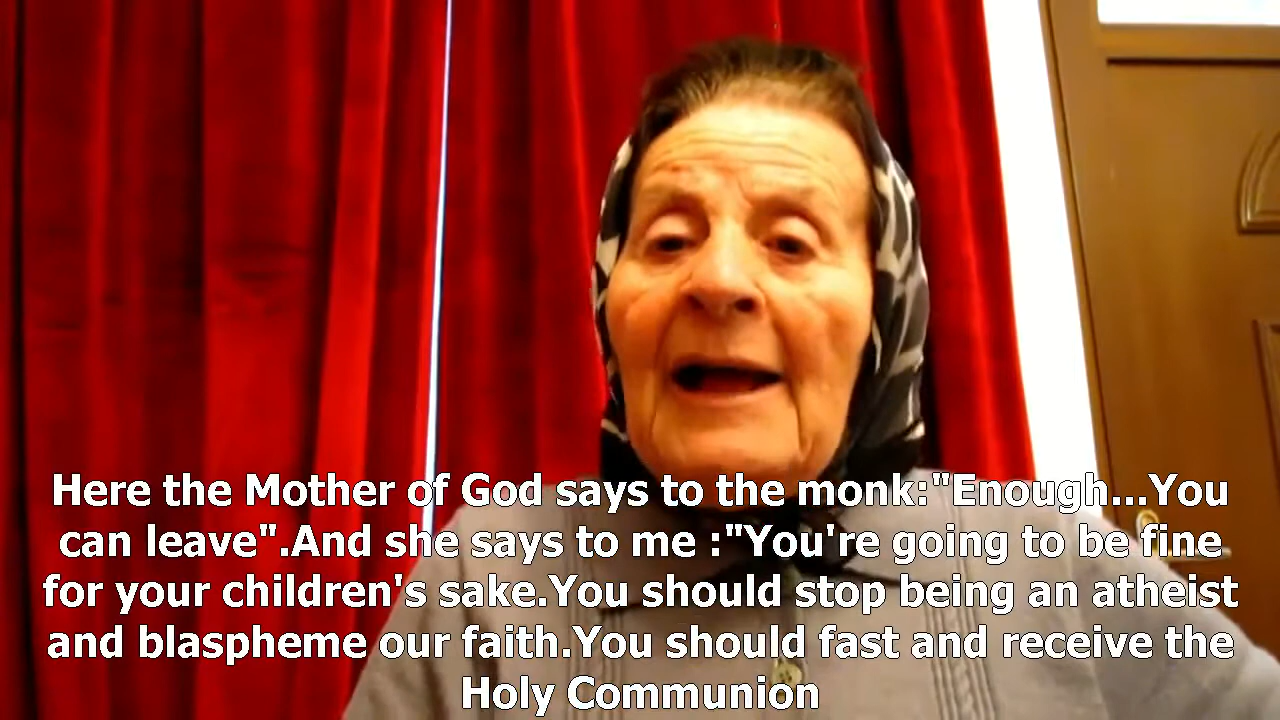 Here the Mother of God says to the monk:"Enough...You
can leave".And she says to me :"You're going to be fine
for your children's sake.You should stop being an atheist
and blaspheme our faith.You should fast and receive the
Holy Communion